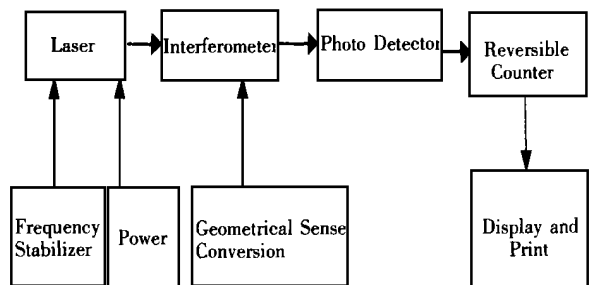 Laser
Interferometer
Photo Detector
Reversible
Counter
Frequency
Stabilizer
Power
Geometrical Sense
Conversion
Display and
Print